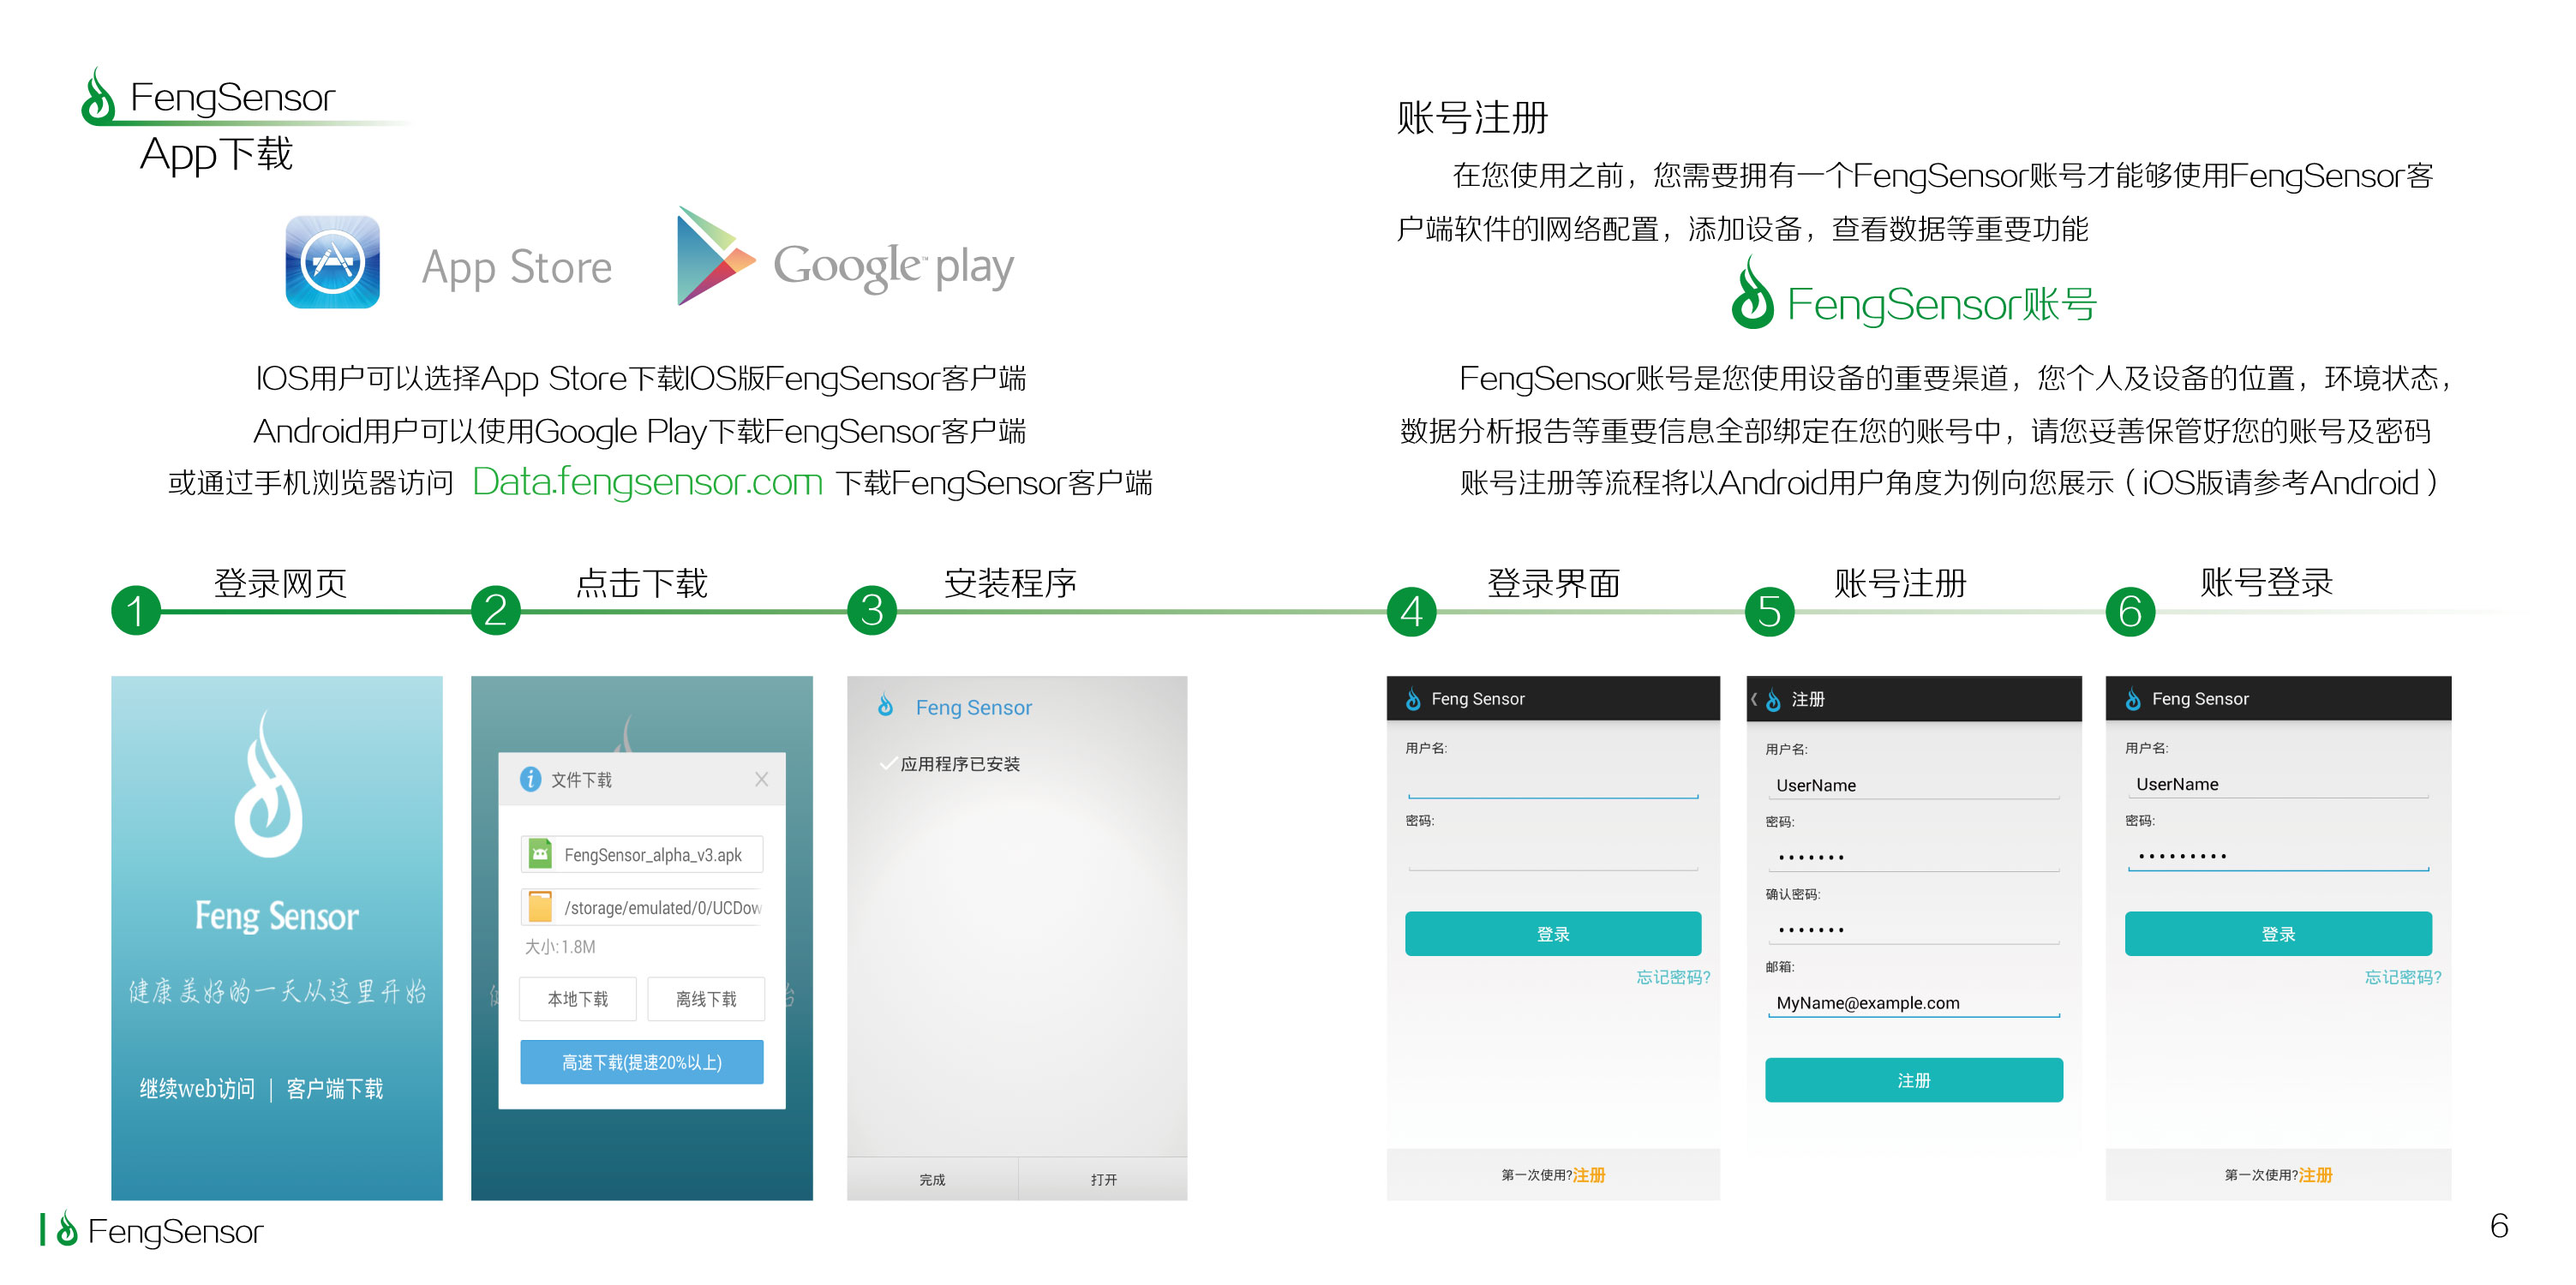 FengSensor
App下载
App Store
Google™ play
IOS用户可以选择App Store下载IOS版FengSensor客户端
Android用户可以使用Google Play下载FengSensor客户端
或通过手机浏览器访问 Data.fengsensor.com 下载FengSensor客户端
账号注册
在您使用之前，您需要拥有一个FengSensor账号才能够使用FengSensor客
户端软件的网络配置，添加设备，查看数据等重要功能
FengSensor账号
FengSensor账号是您使用设备的重要渠道，您个人及设备的位置，环境状态，
数据分析报告等重要信息全部绑定在您的账号中，请您妥善保管好您的账号及密码
账号注册等流程将以Android用户角度为例向您展示（iOS版请参考Android）
1 登录网页
2 点击下载
3 安装程序
4 登录界面
5 账号注册
6 账号登录
Feng Sensor
健康美好的一天从这里开始
继续web访问 | 客户端下载
文件下载
FengSensor_alpha_v3.apk
/storage/emulated/0/UCDow
大小:1.8M
本地下载 离线下载
高速下载(提速20%以上)
Feng Sensor
应用程序已安装
完成 打开
Feng Sensor
用户名:
密码:
登录
忘记密码?
第一次使用?注册
注册
用户名:
UserName
密码:
•••••••
确认密码:
•••••••
邮箱:
MyName@example.com
注册
Feng Sensor
用户名:
UserName
密码:
•••••••••
登录
忘记密码?
第一次使用?注册
FengSensor
6